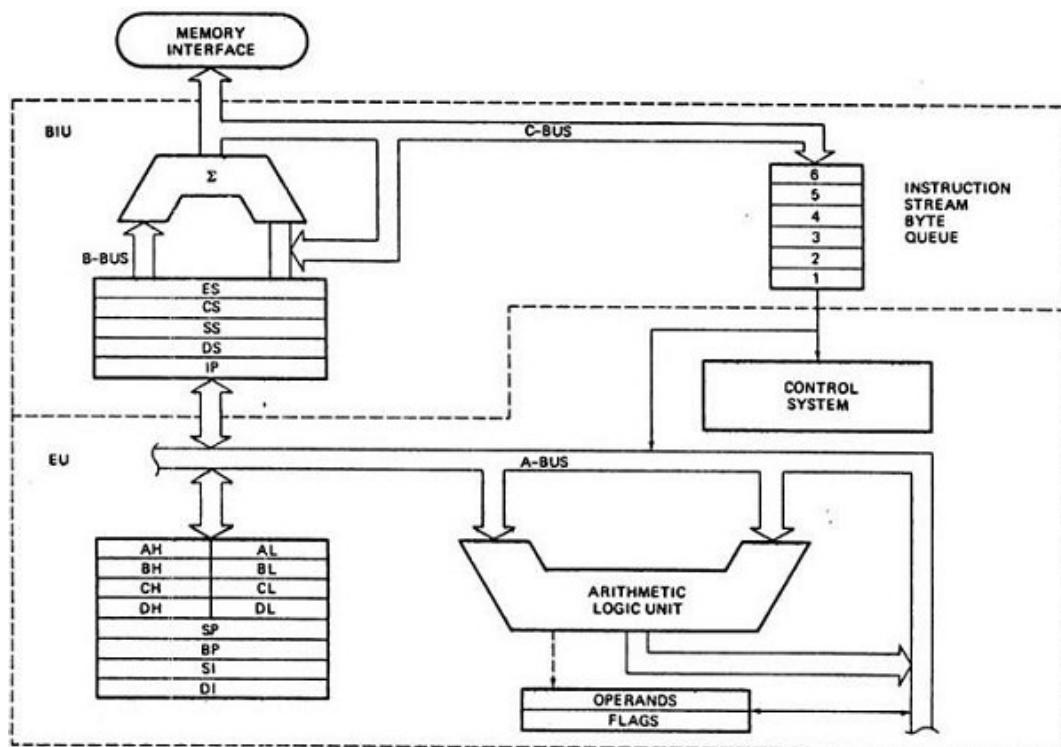 MEMORY
INTERFACE
BIU
C-BUS
Σ
6
5
4
3
2
1
INSTRUCTION
STREAM
BYTE
QUEUE
B-BUS
ES
CS
SS
DS
IP
CONTROL
SYSTEM
EU
A-BUS
AH AL
BH BL
CH CL
DH DL
SP
BP
SI
DI
ARITHMETIC
LOGIC UNIT
OPERANDS
FLAGS